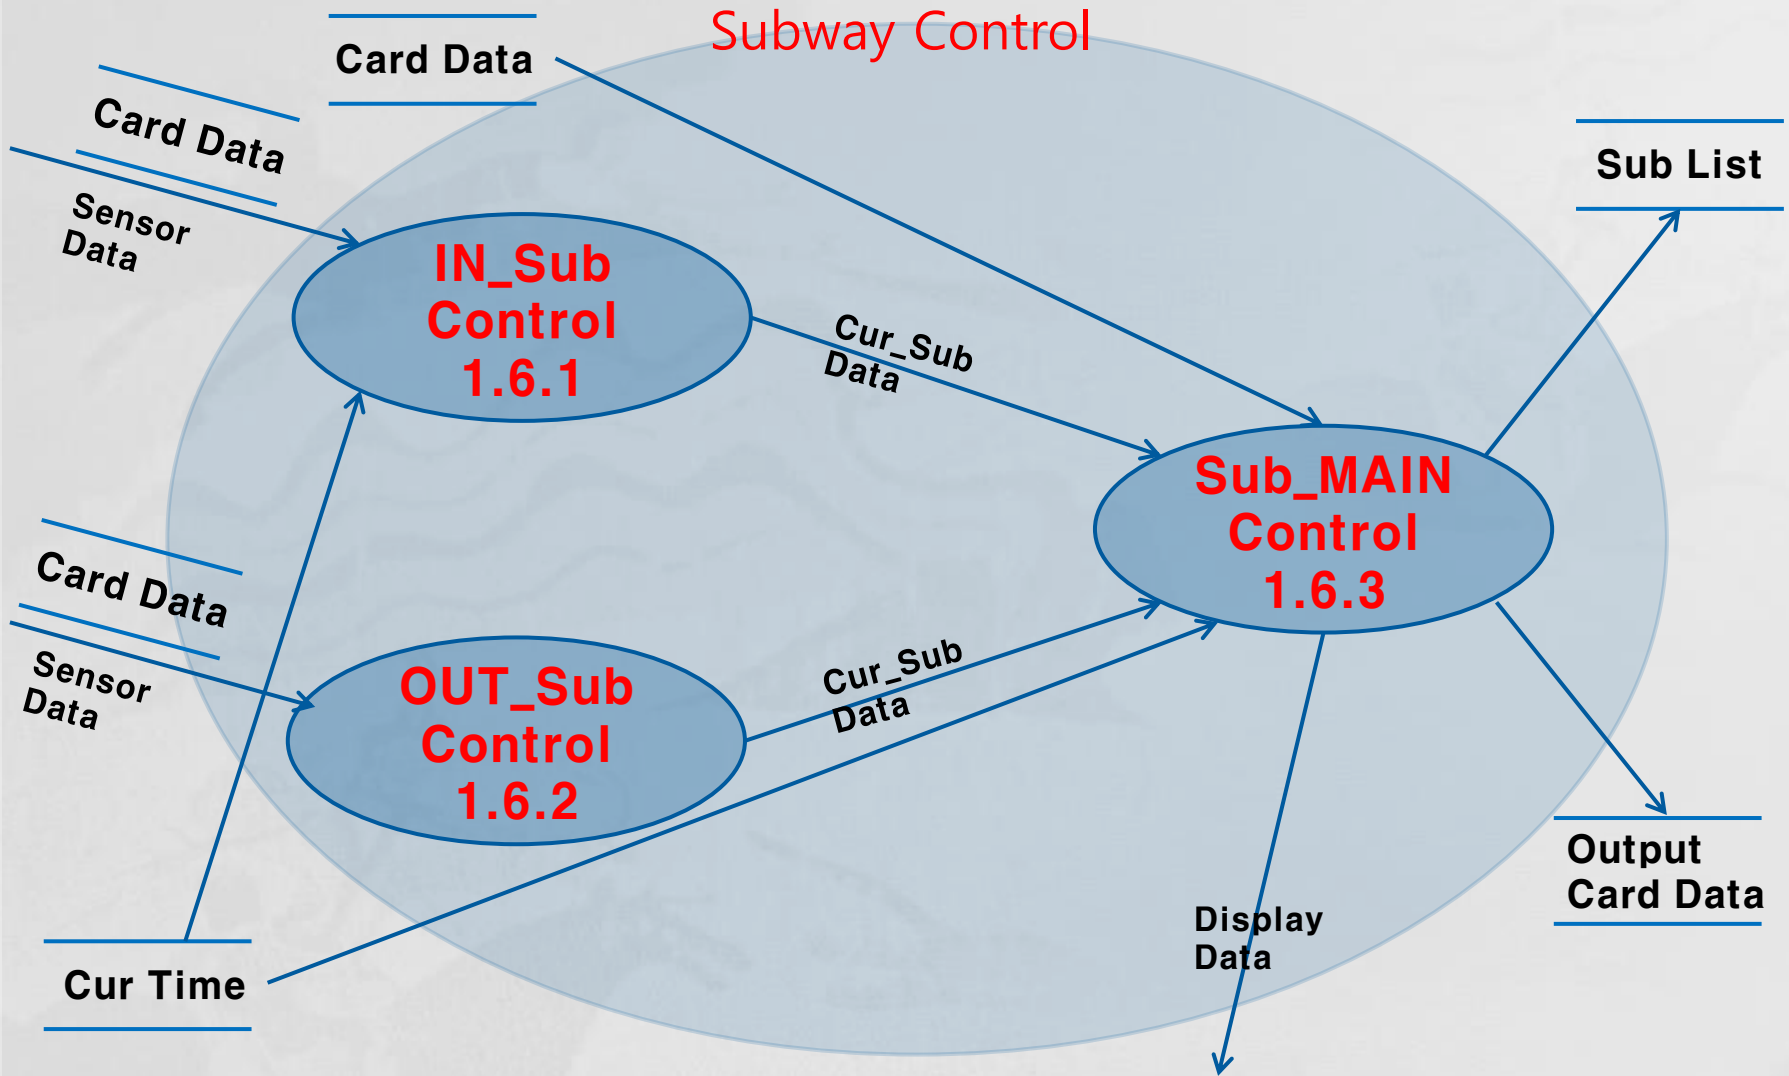 Subway Control
Card Data
Card Data
Sensor
Data
IN_Sub
Control
1.6.1
Cur_Sub
Data
Sub List
Sub_MAIN
Control
1.6.3
Card Data
Sensor
Data
OUT_Sub
Control
1.6.2
Cur_Sub
Data
Output
Card Data
Display
Data
Cur Time